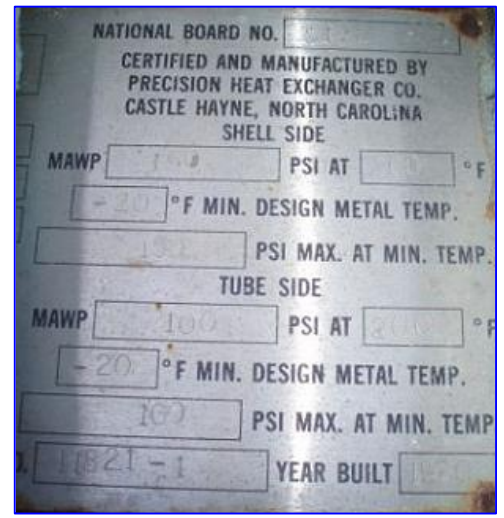 NATIONAL BOARD NO.
CERTIFIED AND MANUFACTURED BY
PRECISION HEAT EXCHANGER CO.
CASTLE HAYNE, NORTH CAROLINA
SHELL SIDE
MAWP PSI AT °F
-20 °F MIN. DESIGN METAL TEMP.
PSI MAX. AT MIN. TEMP.
TUBE SIDE
MAWP 100 PSI AT °F
-20 °F MIN. DESIGN METAL TEMP.
100 PSI MAX. AT MIN. TEMP
11821-1 YEAR BUILT